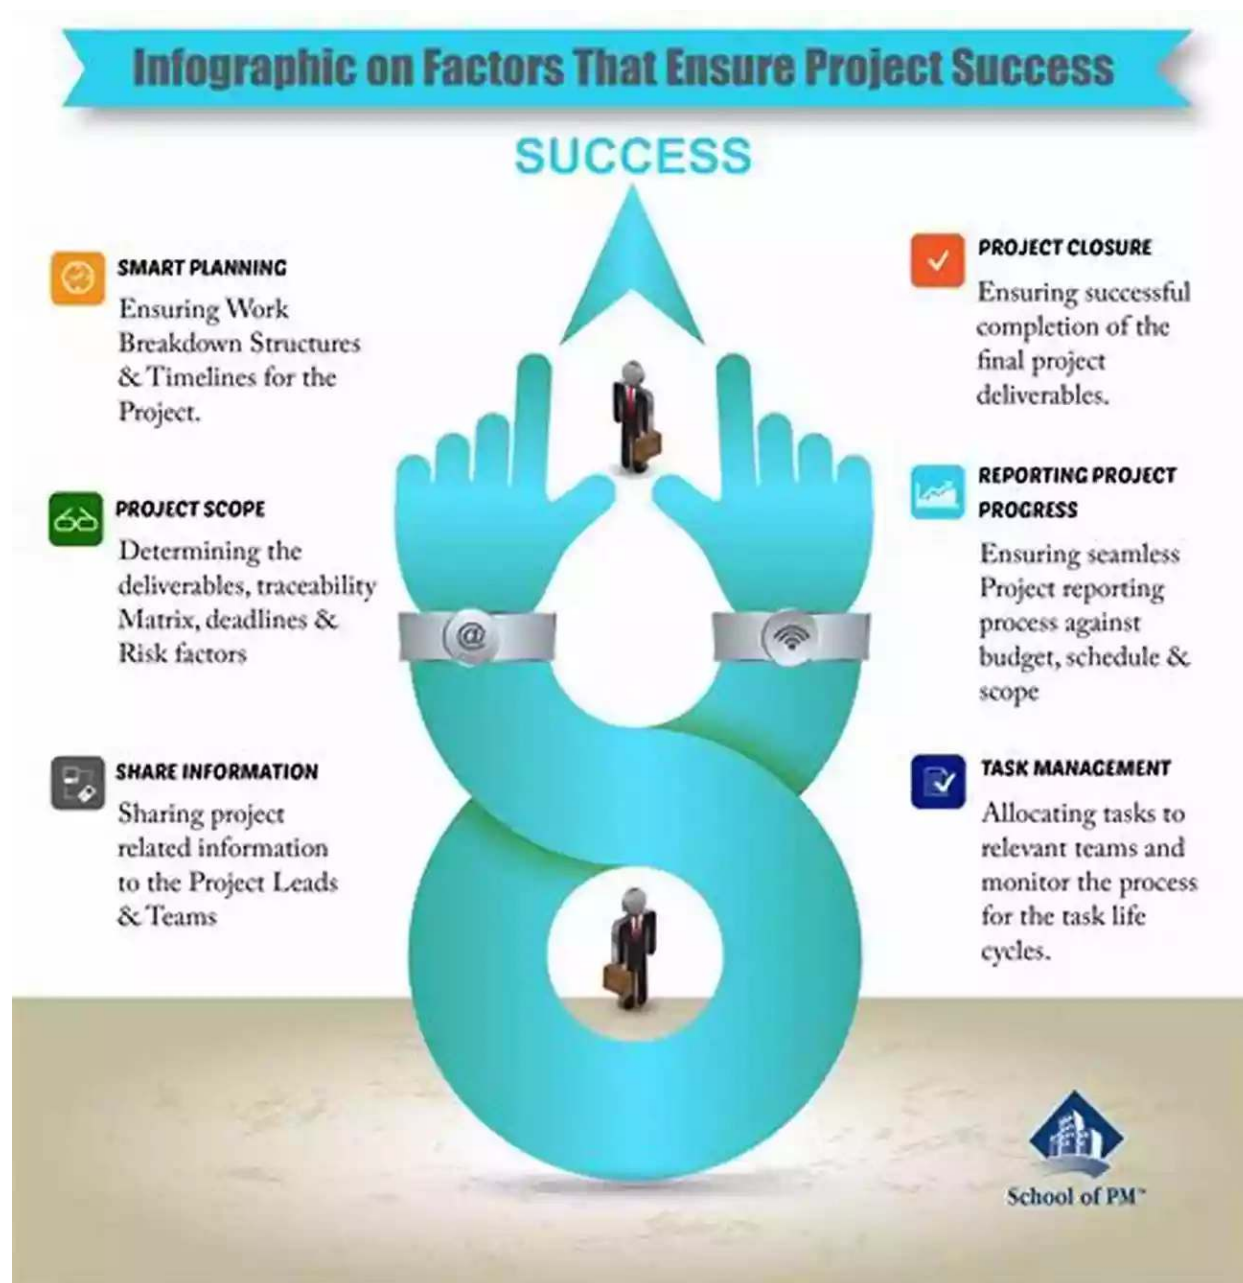 Infographic on Factors That Ensure Project Success
SUCCESS
SMART PLANNING
Ensuring Work
Breakdown Structures
& Timelines for the
Project.
PROJECT SCOPE
Determining the
deliverables, traceability
Matrix, deadlines &
Risk factors
SHARE INFORMATION
Sharing project
related information
to the Project Leads
& Teams
PROJECT CLOSURE
Ensuring successful
completion of the
final project
deliverables.
REPORTING PROJECT
PROGRESS
Ensuring seamless
Project reporting
process against
budget, schedule &
scope
TASK MANAGEMENT
Allocating tasks to
relevant teams and
monitor the process
for the task life
cycles.
@
School of PM™